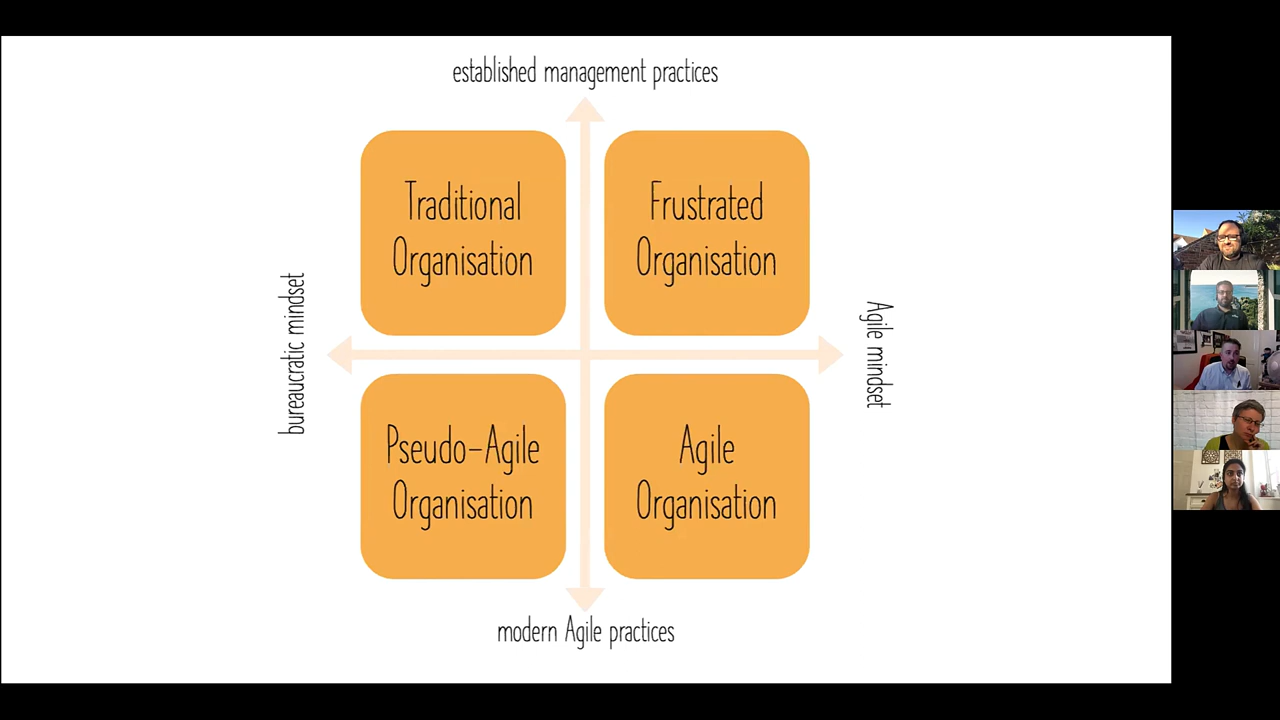 established management practices
Traditional
Organisation
Frustrated
Organisation
bureaucratic mindset
Agile mindset
Pseudo-Agile
Organisation
Agile
Organisation
modern Agile practices